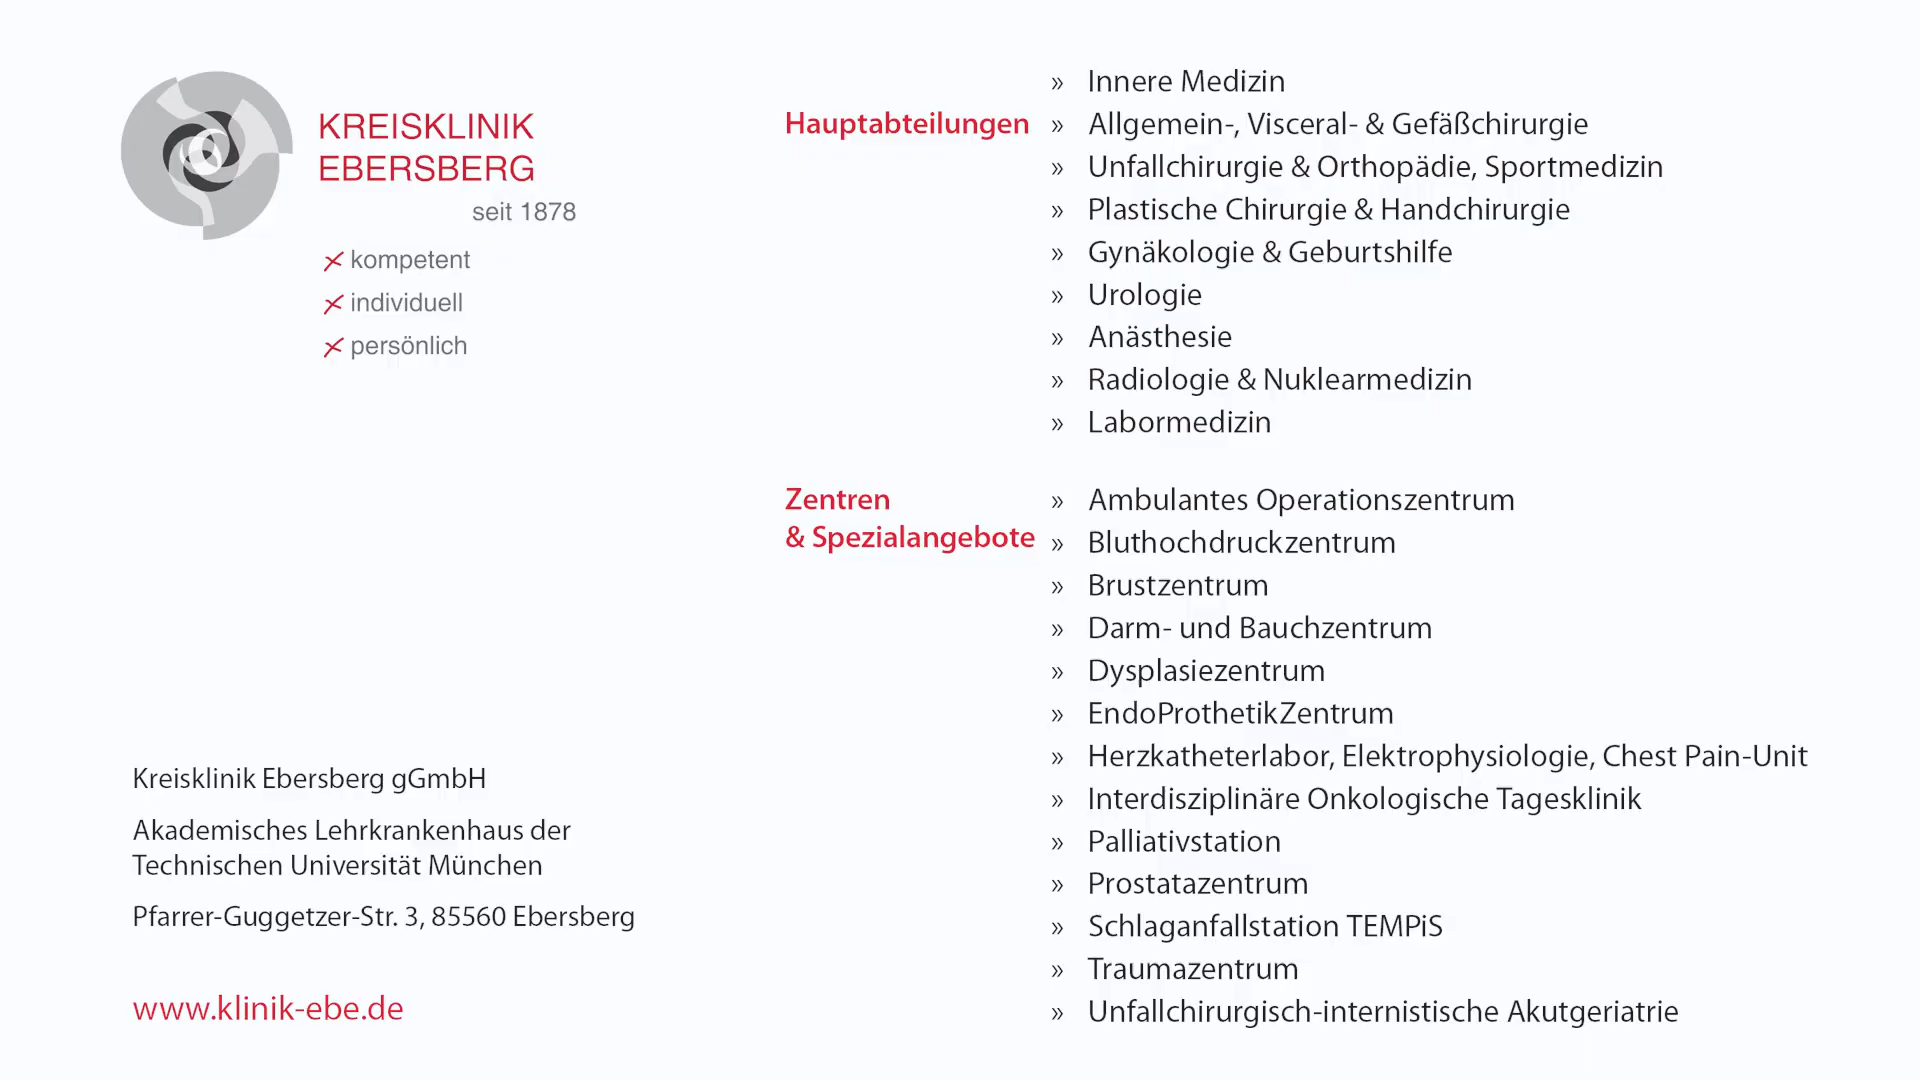 KREISKLINIK
EBERSBERG
seit 1878
kompetent
individuell
persönlich
Kreisklinik Ebersberg gGmbH
Akademisches Lehrkrankenhaus der
Technischen Universität München
Pfarrer-Guggetzer-Str. 3, 85560 Ebersberg
www.klinik-ebe.de
Hauptabteilungen
» Innere Medizin
» Allgemein-, Visceral- & Gefäßchirurgie
» Unfallchirurgie & Orthopädie, Sportmedizin
» Plastische Chirurgie & Handchirurgie
» Gynäkologie & Geburtshilfe
» Urologie
» Anästhesie
» Radiologie & Nuklearmedizin
» Labormedizin
Zentren
& Spezialangebote
» Ambulantes Operationszentrum
» Bluthochdruckzentrum
» Brustzentrum
» Darm- und Bauchzentrum
» Dysplasiezentrum
» EndoProthetikZentrum
» Herzkatheterlabor, Elektrophysiologie, Chest Pain-Unit
» Interdisziplinäre Onkologische Tagesklinik
» Palliativstation
» Prostatazentrum
» Schlaganfallstation TEMPiS
» Traumazentrum
» Unfallchirurgisch-internistische Akutgeriatrie